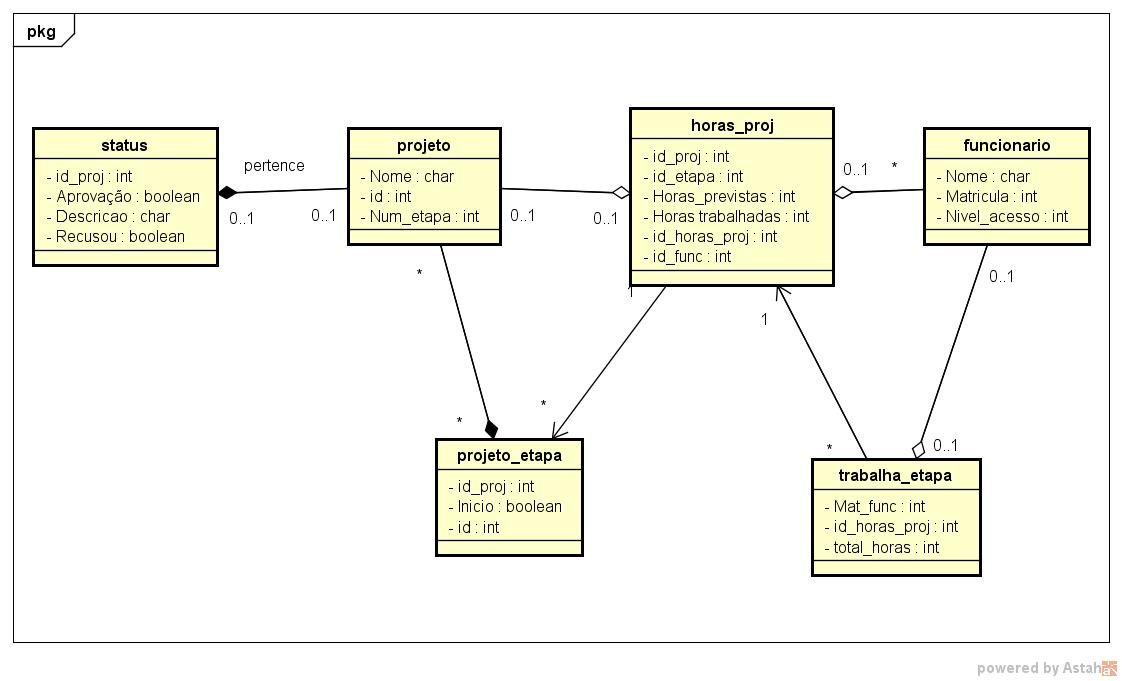 pkg
status
- id_proj : int
- Aprovação : boolean
- Descricao : char
- Recusou : boolean
pertence
0..1
0..1
projeto
- Nome : char
- id : int
- Num_etapa : int
0..1
0..1
horas_proj
- id_proj : int
- id_etapa : int
- Horas_previstas : int
- Horas trabalhadas : int
- id_horas_proj : int
- id_func : int
0..1
*
funcionario
- Nome : char
- Matricula : int
- Nivel_acesso : int
*
*
1
*
1
*
0..1
0..1
projeto_etapa
- id_proj : int
- Inicio : boolean
- id : int
trabalha_etapa
- Mat_func : int
- id_horas_proj : int
- total_horas : int
powered by Astah